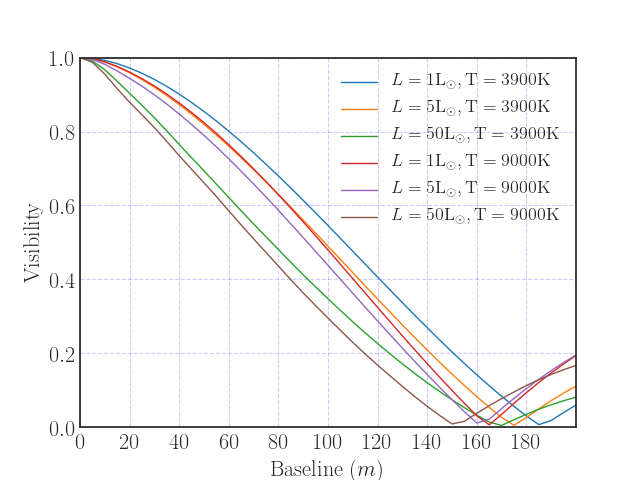 1.0
0.8
0.6
0.4
0.2
0.0
Visibility
L = 1L⊙, T = 3900K
L = 5L⊙, T = 3900K
L = 50L⊙, T = 3900K
L = 1L⊙, T = 9000K
L = 5L⊙, T = 9000K
L = 50L⊙, T = 9000K
0 20 40 60 80 100 120 140 160 180
Baseline (m)